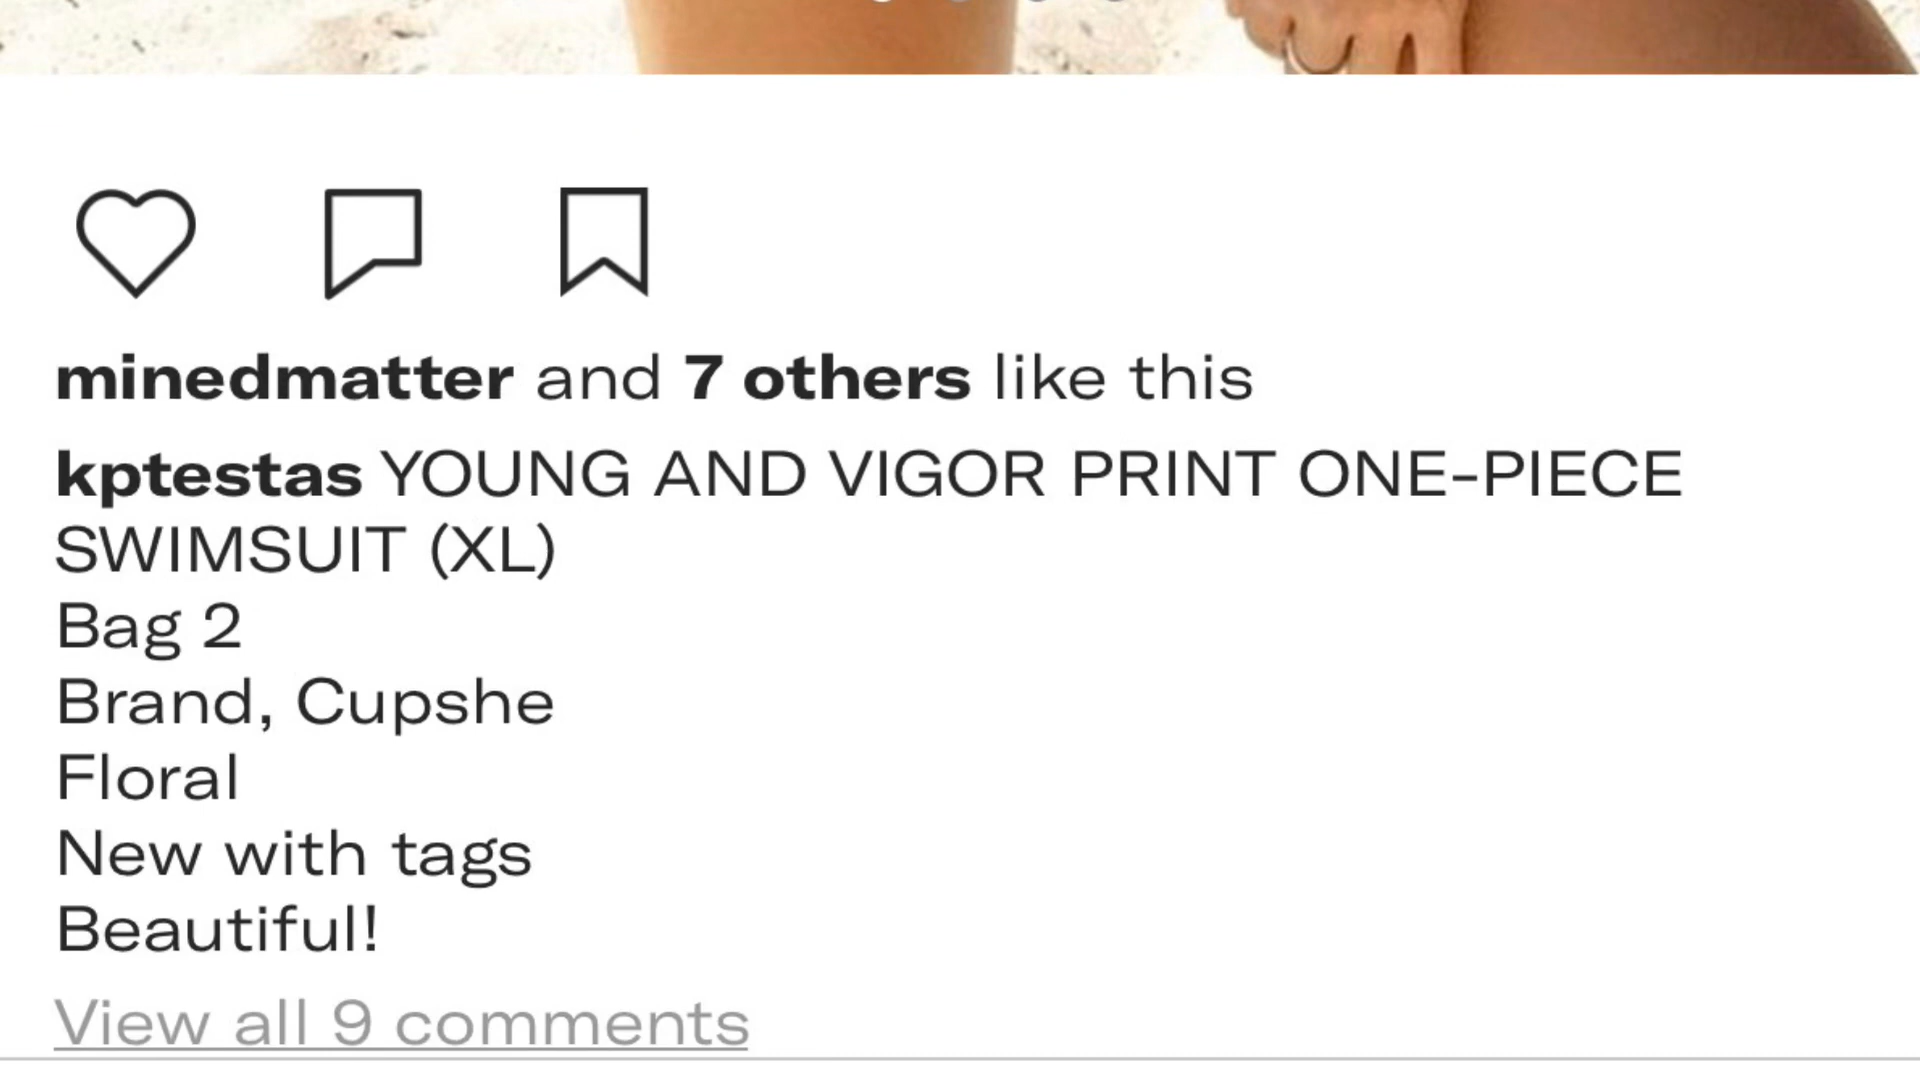 minedmatter and 7 others like this
kptestas YOUNG AND VIGOR PRINT ONE-PIECE
SWIMSUIT (XL)
Bag 2
Brand, Cupshe
Floral
New with tags
Beautiful!
View all 9 comments